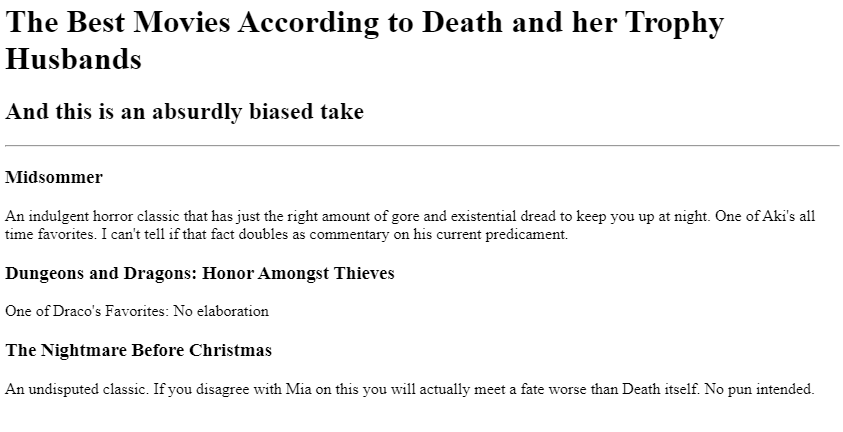 The Best Movies According to Death and her Trophy
Husbands
And this is an absurdly biased take
Midsommer
An indulgent horror classic that has just the right amount of gore and existential dread to keep you up at night. One of Aki's all
time favorites. I can't tell if that fact doubles as commentary on his current predicament.
Dungeons and Dragons: Honor Amongst Thieves
One of Draco's Favorites: No elaboration
The Nightmare Before Christmas
An undisputed classic. If you disagree with Mia on this you will actually meet a fate worse than Death itself. No pun intended.